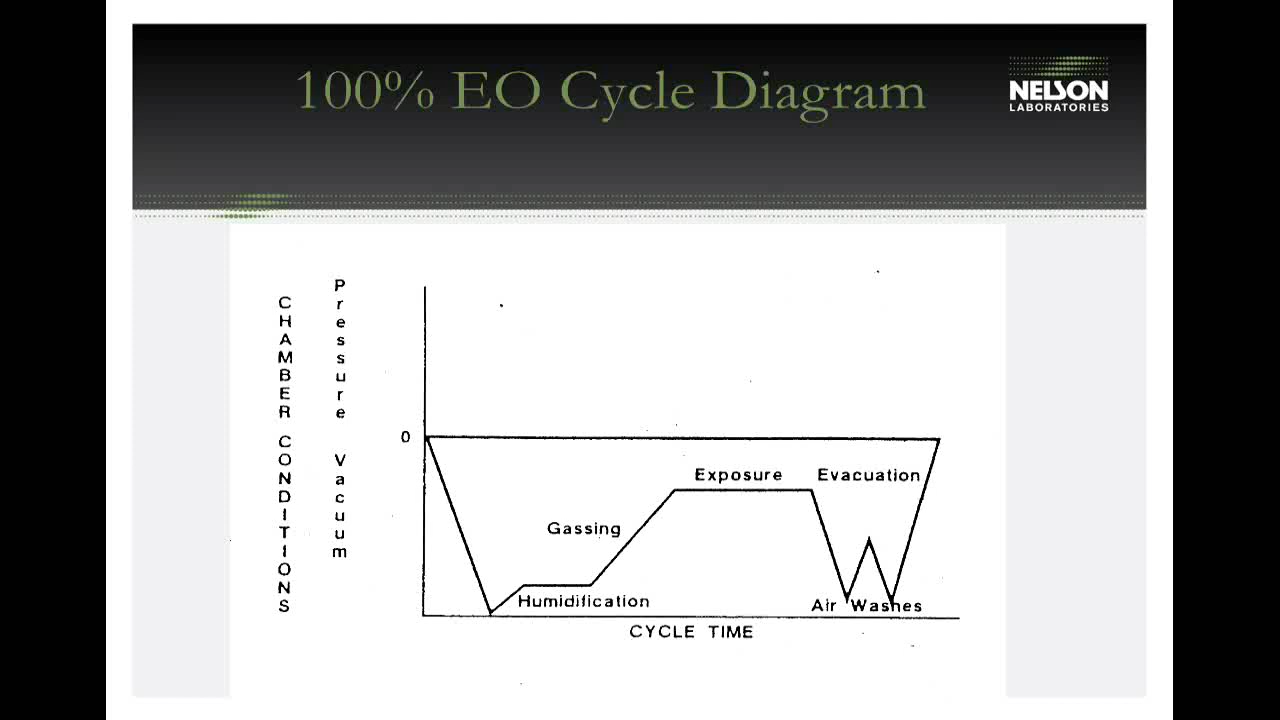 100% EO Cycle Diagram
NELSON
LABORATORIES
CHAMBER CONDITIONS
Pressure Vacuum
0
Exposure
Evacuation
Gassing
Humidification
Air Washes
CYCLE TIME